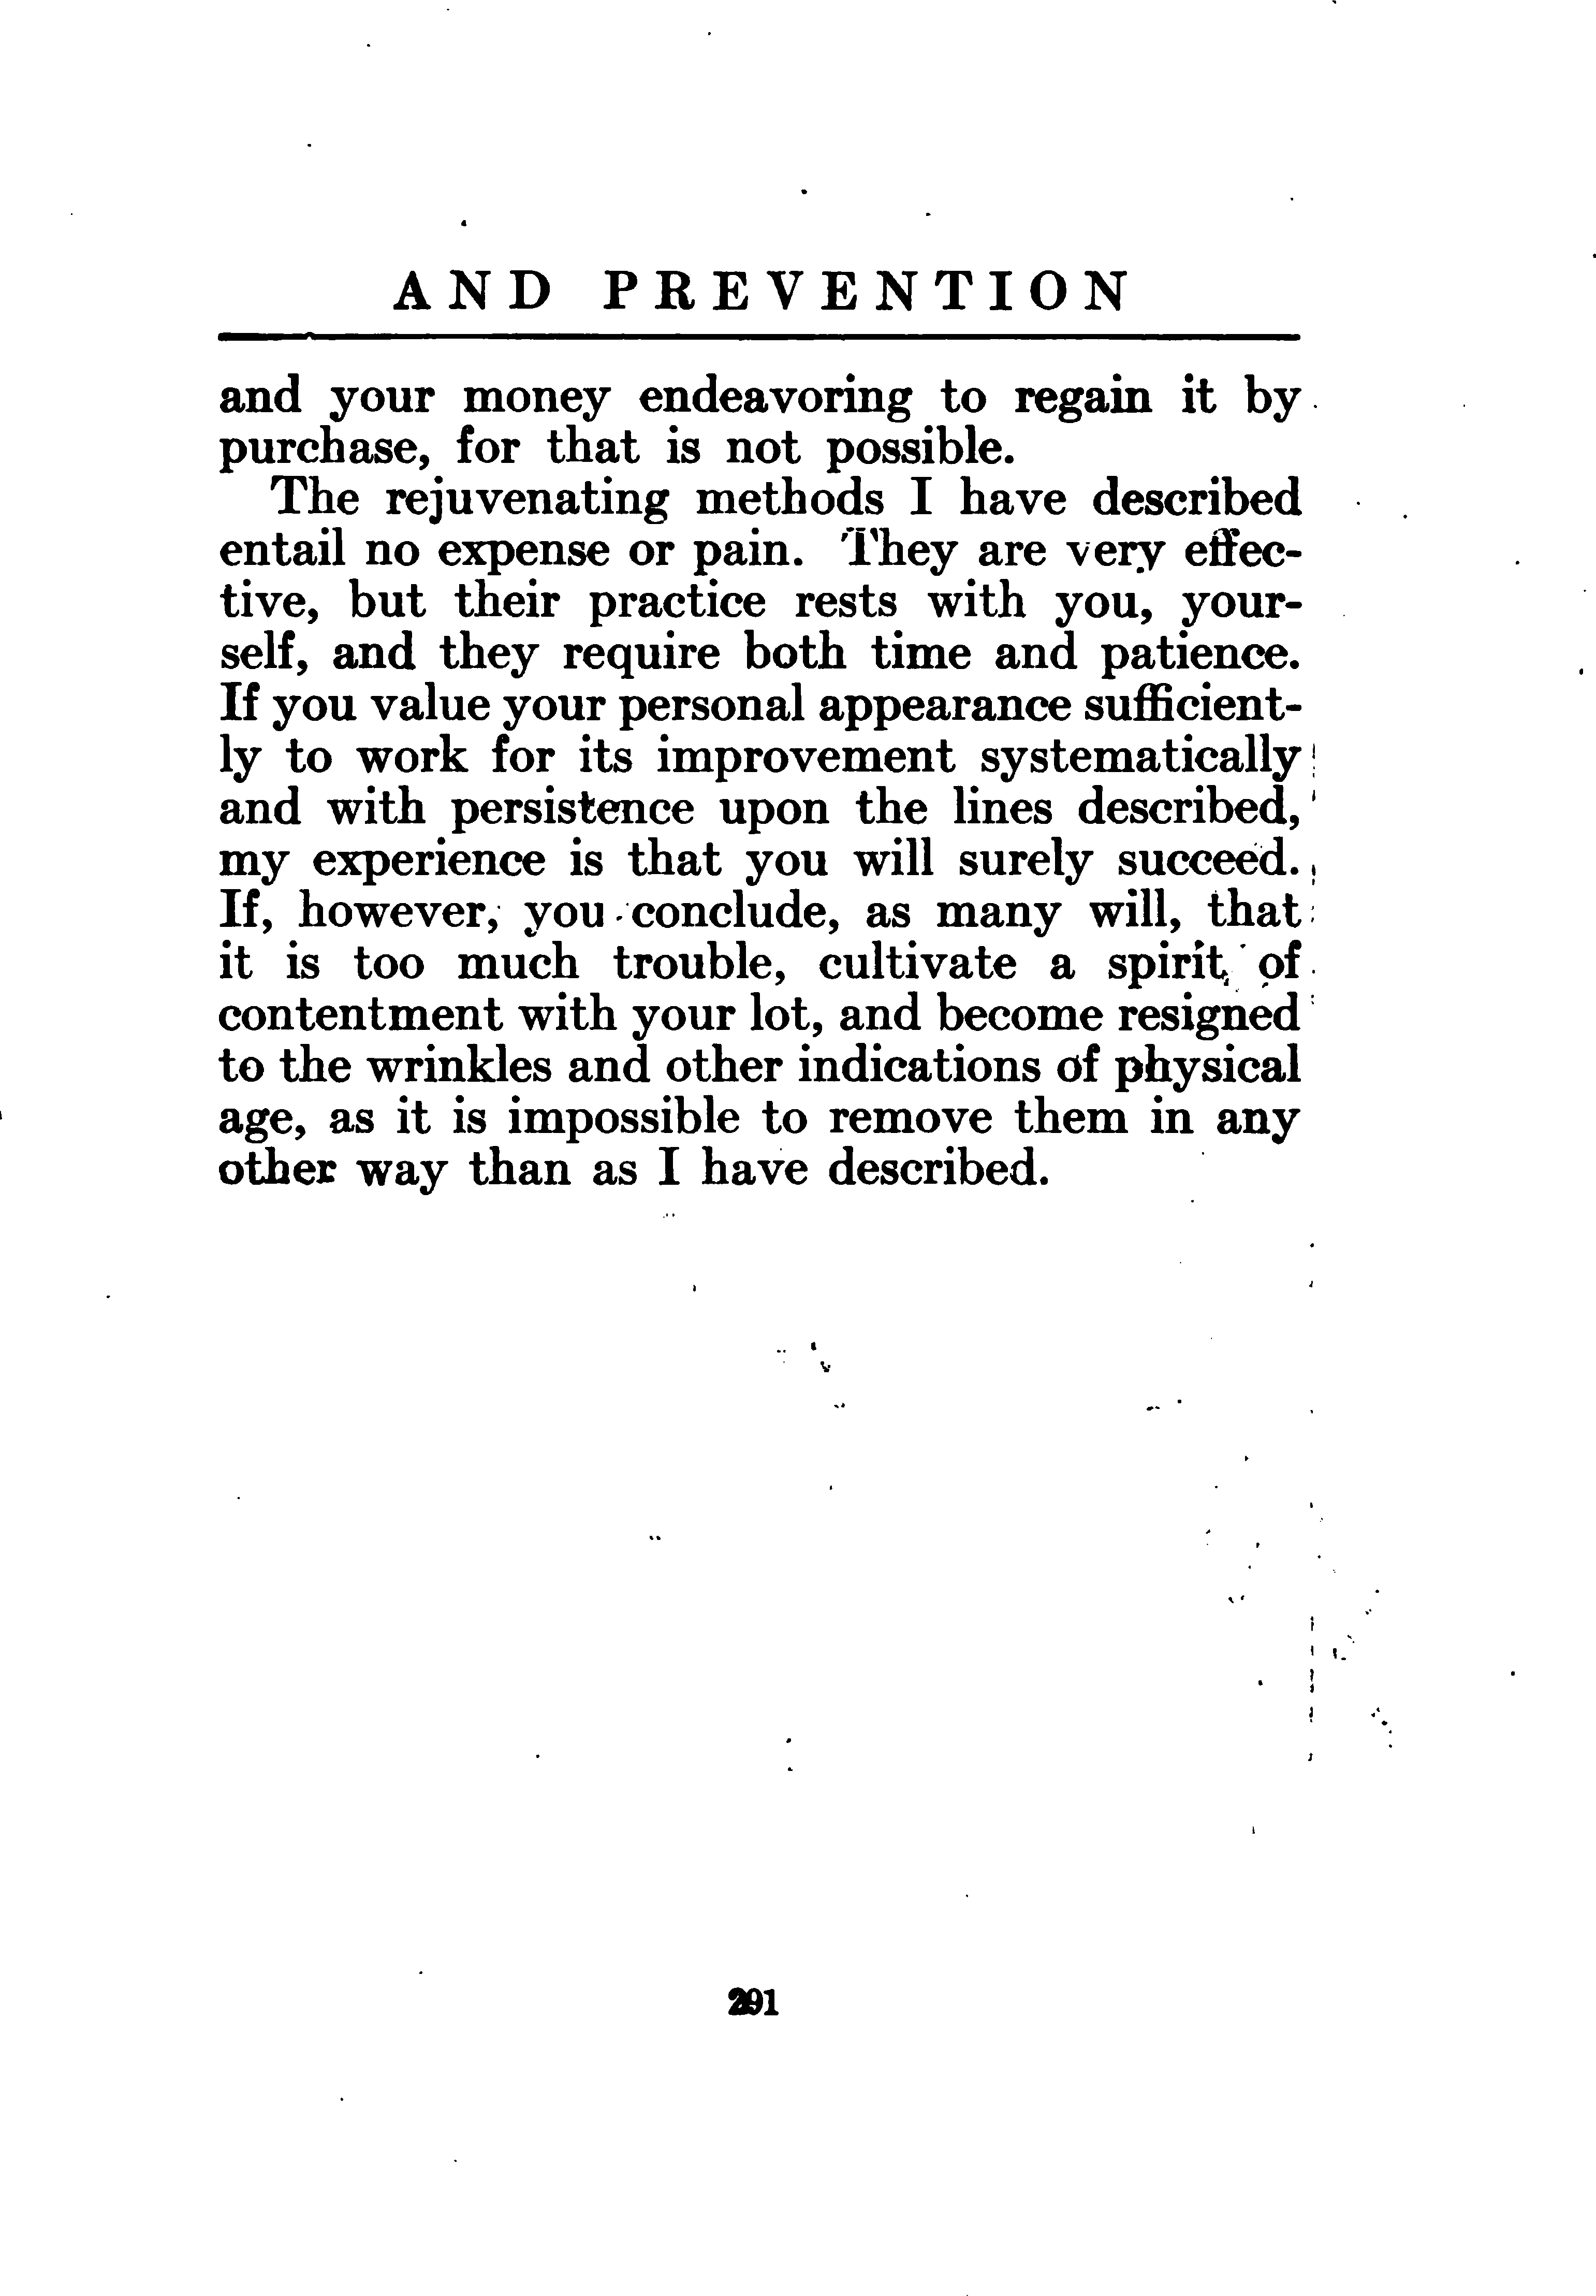 AND PREVENTION
and your money endeavoring to regain it by
purchase, for that is not possible.
The rejuvenating methods I have described
entail no expense or pain. They are very effec-
tive, but their practice rests with you, your-
self, and they require both time and patience.
If you value your personal appearance sufficient-
ly to work for its improvement systematically
and with persistence upon the lines described,
my experience is that you will surely succeed.
If, however, you conclude, as many will, that
it is too much trouble, cultivate a spirit of
contentment with your lot, and become resigned
to the wrinkles and other indications of physical
age, as it is impossible to remove them in any
other way than as I have described.
291